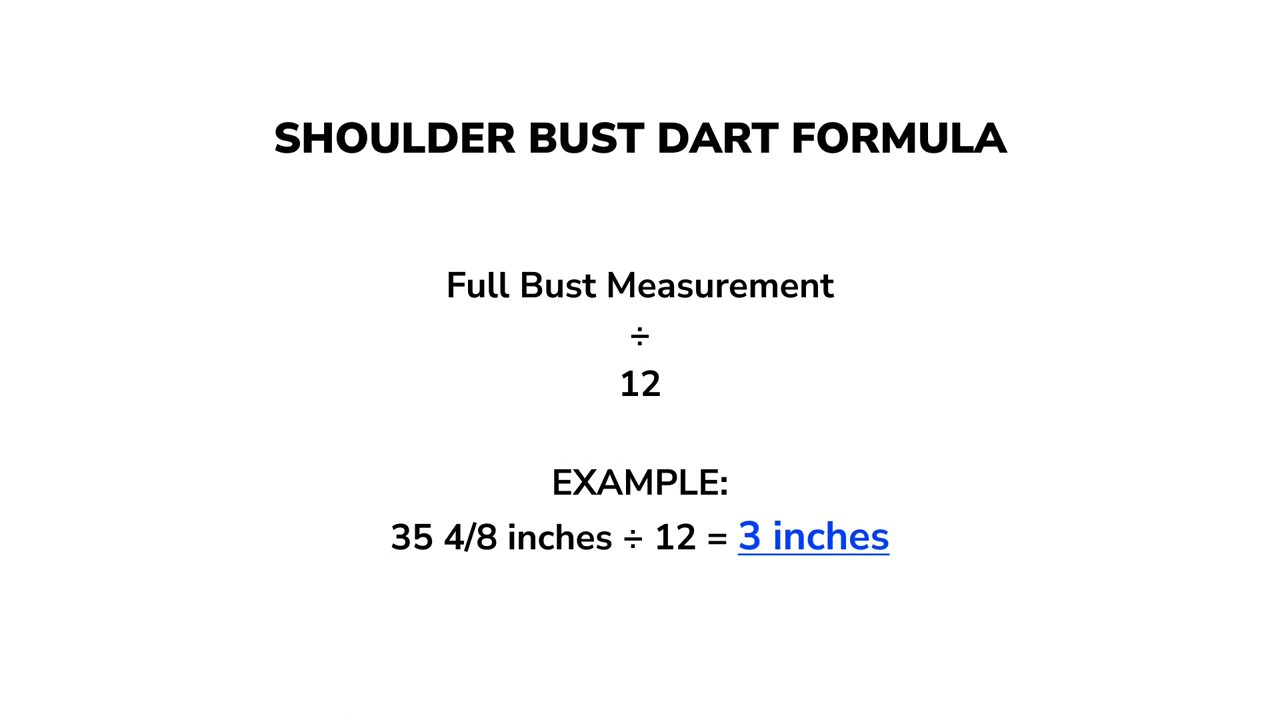 SHOULDER BUST DART FORMULA
Full Bust Measurement
÷
12
EXAMPLE:
35 4/8 inches ÷ 12 = 3 inches